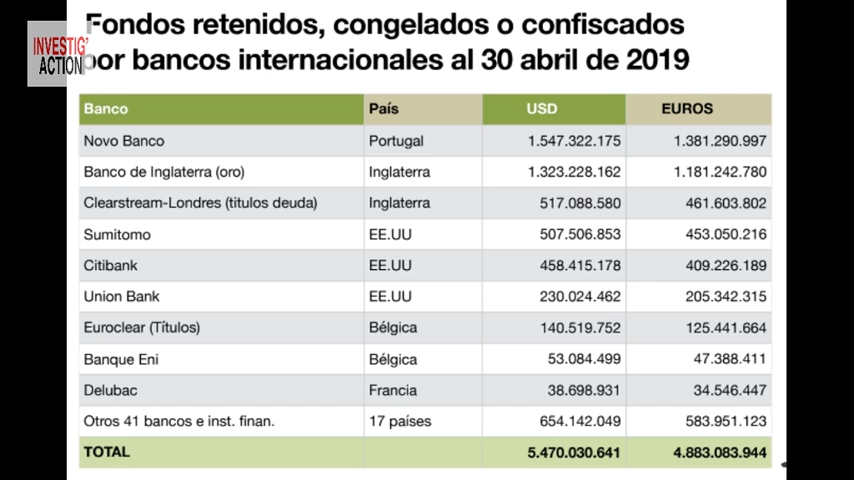 Fondos retenidos, congelados o confiscados
por bancos internacionales al 30 abril de 2019
INVESTIG'
ACTION
Banco País USD EUROS
Novo Banco Portugal 1.547.322.175 1.381.290.997
Banco de Inglaterra (oro) Inglaterra 1.323.228.162 1.181.242.780
Clearstream-Londres (titulos deuda) Inglaterra 517.088.580 461.603.802
Sumitomo EE.UU 507.506.853 453.050.216
Citibank EE.UU 458.415.178 409.226.189
Union Bank EE.UU 230.024.462 205.342.315
Euroclear (Títulos) Bélgica 140.519.752 125.441.664
Banque Eni Bélgica 53.084.499 47.388.411
Delubac Francia 38.698.931 34.546.447
Otros 41 bancos e inst. finan. 17 países 654.142.049 583.951.123
TOTAL 5.470.030.641 4.883.083.944